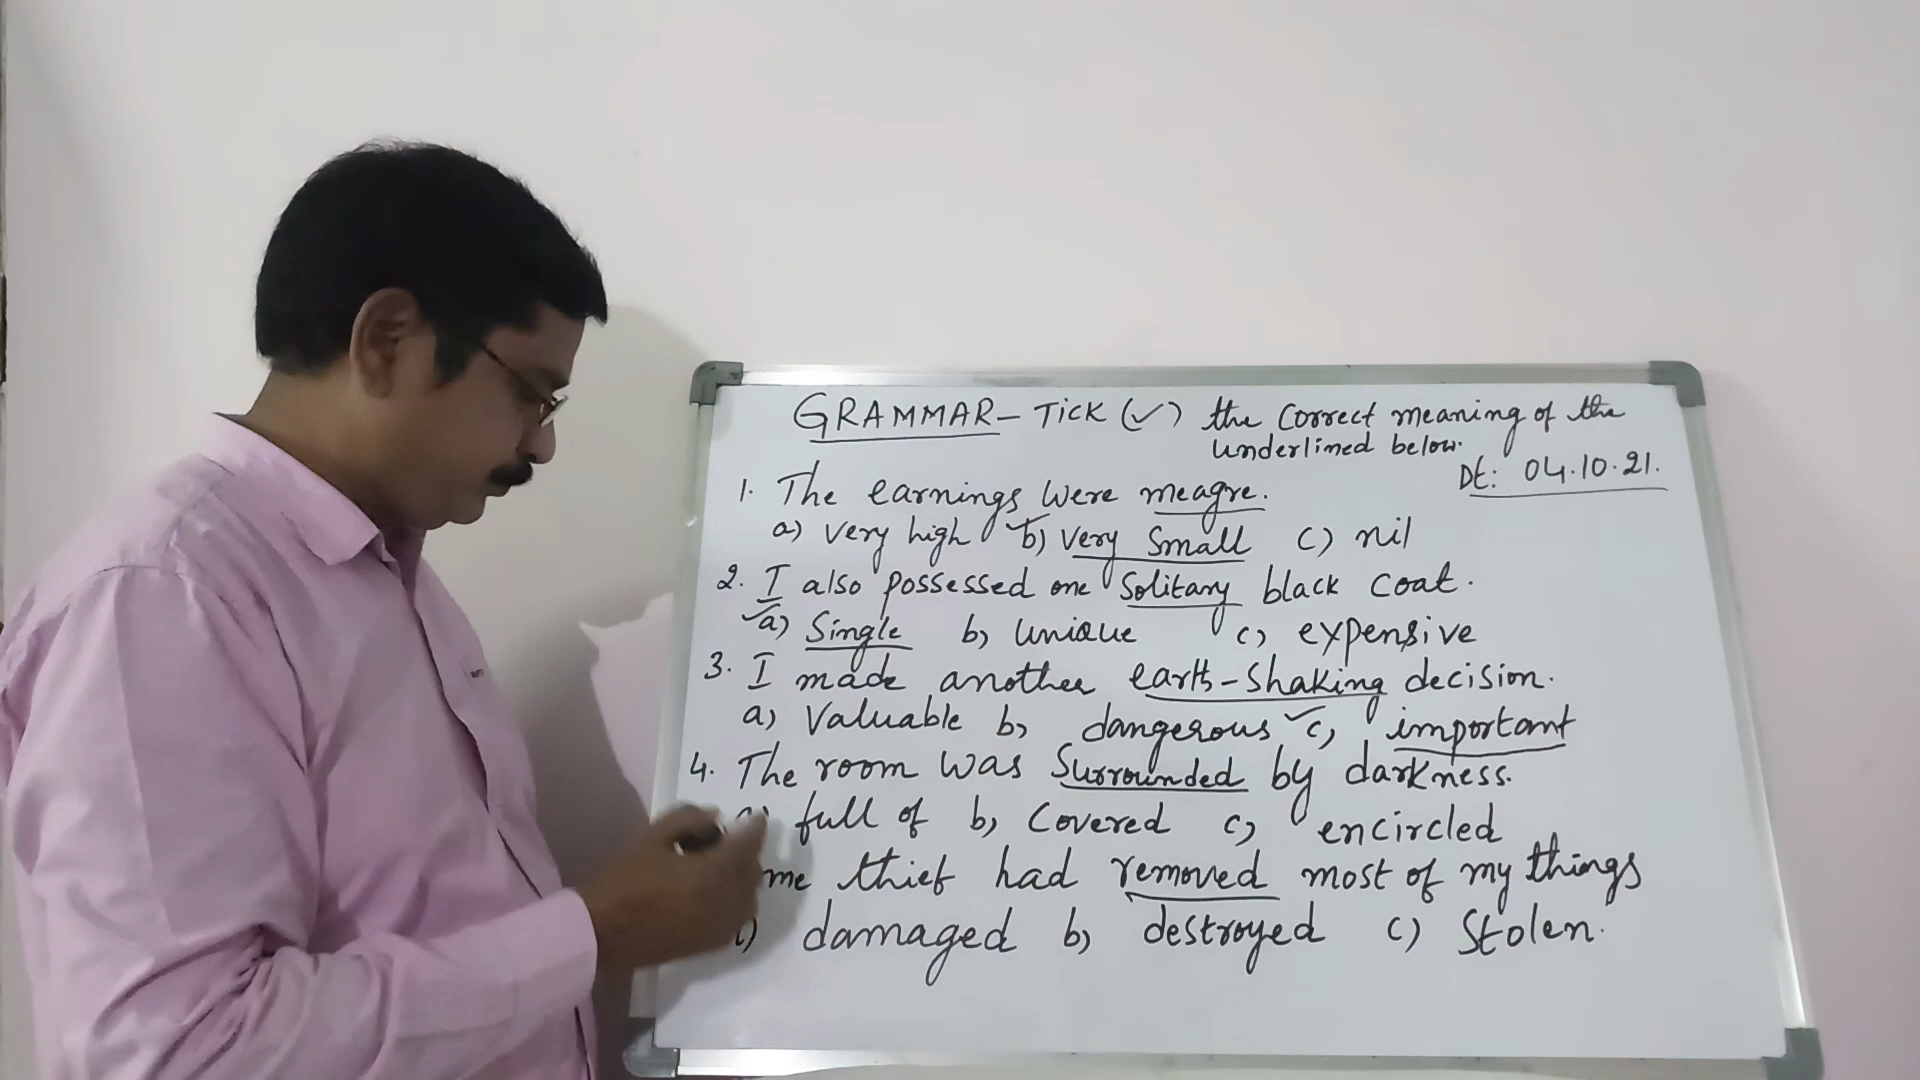 GRAMMAR - TICK (✓) the correct meaning of the
underlined below.
Dt: 04.10.21.
1. The earnings were meagre.
a) very high ✓b) very small c) nil
2. I also possessed one solitary black coat.
✓a) Single b) unique c) expensive
3. I made another earth-shaking decision.
a) Valuable b) dangerous ✓c) important
4. The room was surrounded by darkness.
a) full of b) Covered c) encircled
thief had removed most of my things
damaged b) destroyed c) Stolen.